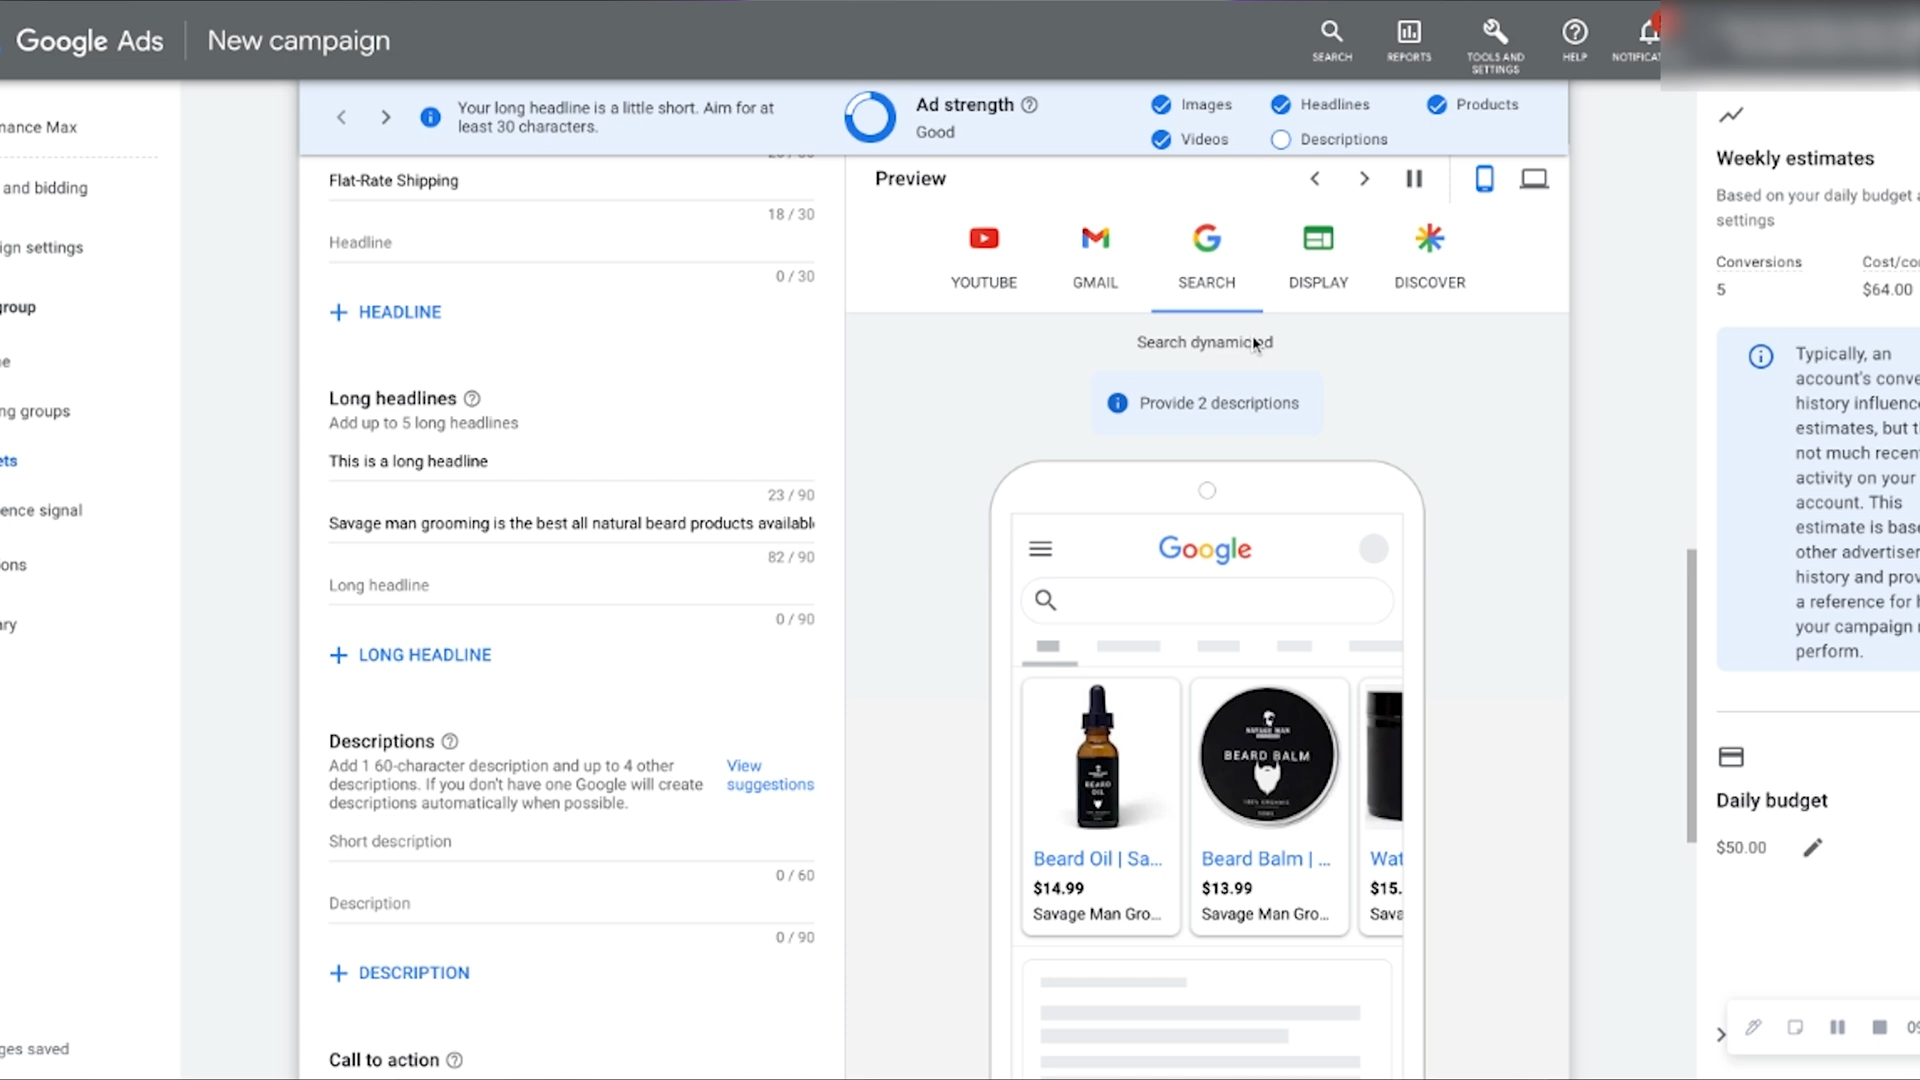 Google Ads
New campaign
SEARCH
REPORTS
TOOLS AND
SETTINGS
HELP
NOTIFICAT
nance Max
and bidding
ign settings
group
ne
ng groups
ets
ence signal
ons
ary
ges saved
Your long headline is a little short. Aim for at
least 30 characters.
Ad strength
Good
Images
Headlines
Products
Videos
Descriptions
Flat-Rate Shipping
18 / 30
Headline
0 / 30
+ HEADLINE
Long headlines
Add up to 5 long headlines
This is a long headline
23 / 90
Savage man grooming is the best all natural beard products availabl
82 / 90
Long headline
0 / 90
+ LONG HEADLINE
Descriptions
Add 1 60-character description and up to 4 other
descriptions. If you don't have one Google will create
descriptions automatically when possible.
View
suggestions
Short description
0 / 60
Description
0 / 90
+ DESCRIPTION
Call to action
Preview
YOUTUBE
GMAIL
SEARCH
DISPLAY
DISCOVER
Search dynamic
Provide 2 descriptions
Google
BEARD
OIL
SAVAGE MAN
BEARD BALM
Beard Oil | Sa...
$14.99
Savage Man Gro...
Beard Balm | ...
$13.99
Savage Man Gro...
Wat
$15.
Sava
Weekly estimates
Based on your daily budget a
settings
Conversions
5
Cost/co
$64.00
Typically, an
account's conve
history influenc
estimates, but t
not much recen
activity on your
account. This
estimate is bas
other advertiser
history and prov
a reference for
your campaign
perform.
Daily budget
$50.00